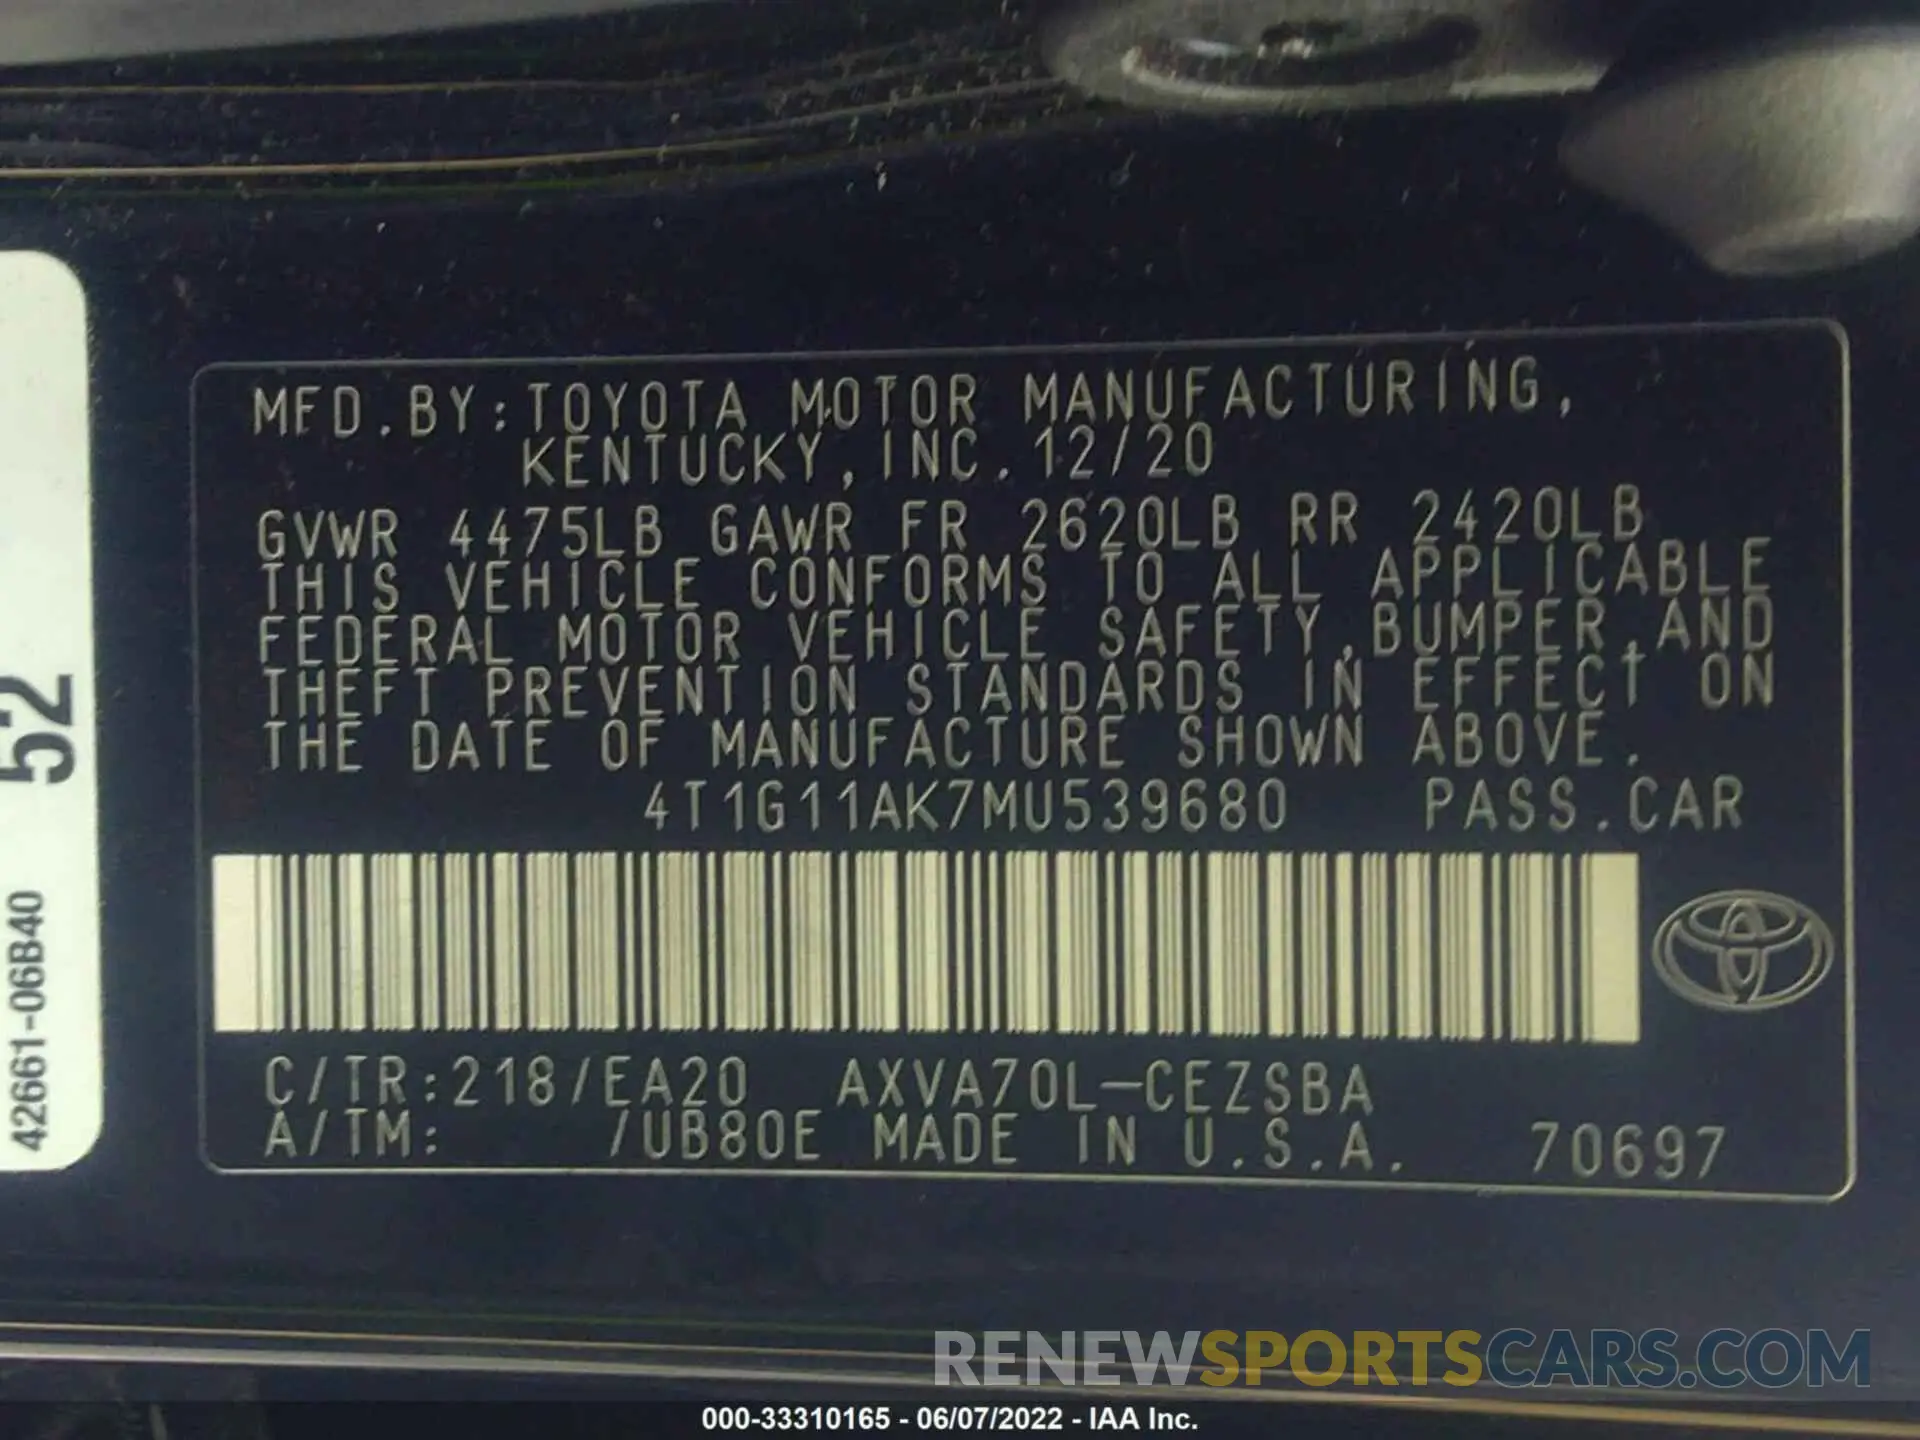 MFD.BY:TOYOTA MOTOR MANUFACTURING,
KENTUCKY,INC.12/20
GVWR 4475LB GAWR FR 2620LB RR 2420LB
THIS VEHICLE CONFORMS TO ALL APPLICABLE
FEDERAL MOTOR VEHICLE SAFETY,BUMPER,AND
THEFT PREVENTION STANDARDS IN EFFECT ON
THE DATE OF MANUFACTURE SHOWN ABOVE.
4T1G11AK7MU539680 PASS.CAR
C/TR:218/EA20 AXVA70L-CEZSBA
A/TM: /UB80E MADE IN U.S.A. 70697
52
42661-06B40
RENEWSPORTSCARS.COM
000-33310165 - 06/07/2022 - IAA Inc.